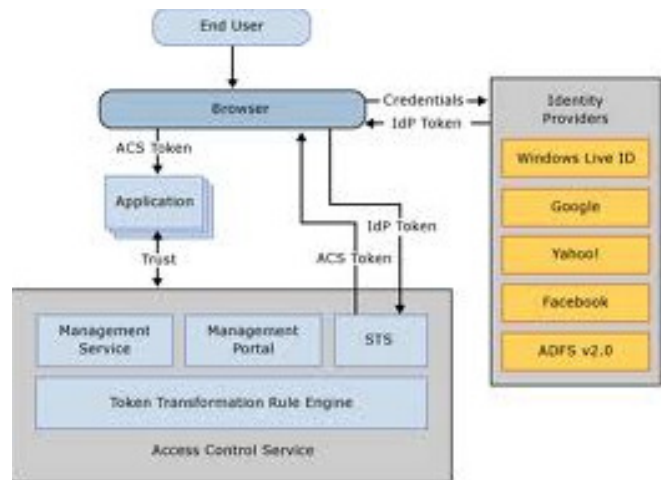 End User
Browser
Credentials
IdP Token
Identity
Providers
Windows Live ID
Google
Yahoo!
Facebook
ADFS v2.0
ACS Token
Application
IdP Token
ACS Token
Trust
Management
Service
Management
Portal
STS
Token Transformation Rule Engine
Access Control Service